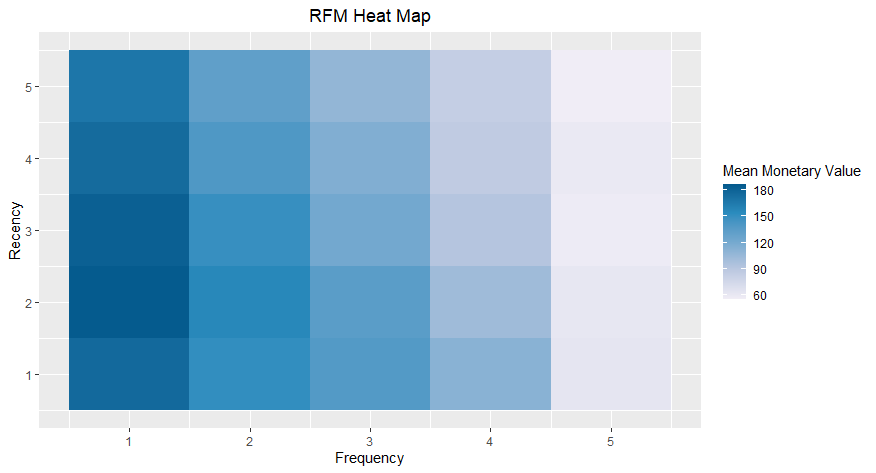 RFM Heat Map
Recency
5
4
3
2
1
1 2 3 4 5
Frequency
Mean Monetary Value
180
150
120
90
60